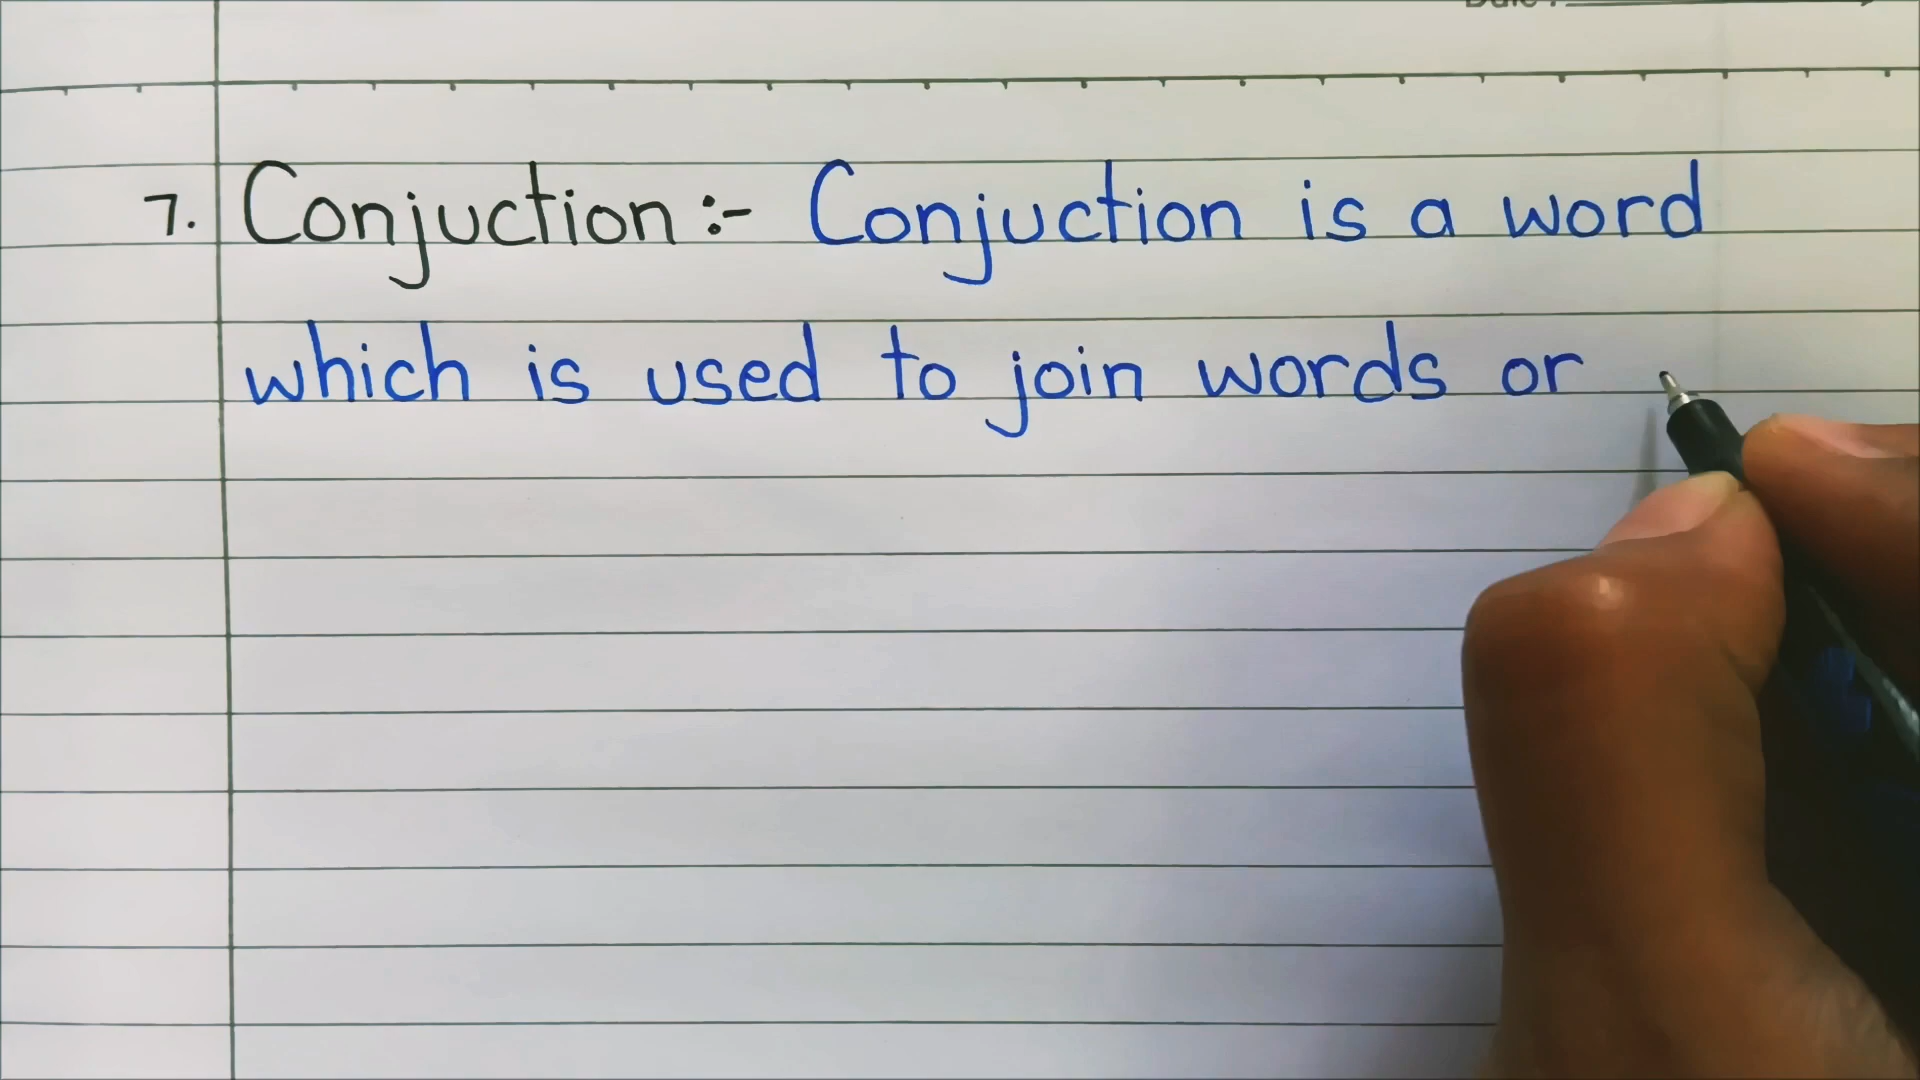 7. Conjuction :- Conjuction is a word
which is used to join words or